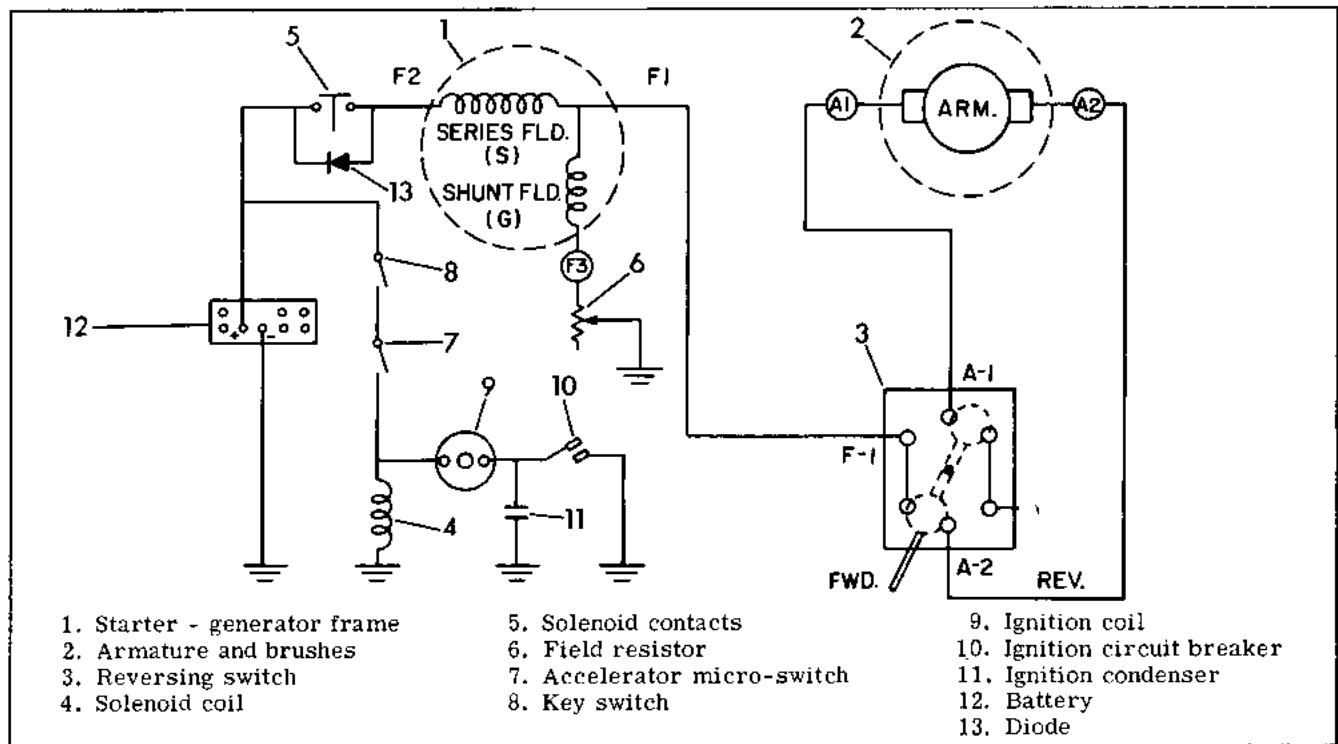 1
2
5
F2
F1
A1
ARM.
A2
SERIES FLD.
(S)
13
SHUNT FLD.
(G)
F3
6
8
12
+
-
7
3
A-1
9
10
F-1
4
11
FWD.
A-2
REV.
1. Starter - generator frame
2. Armature and brushes
3. Reversing switch
4. Solenoid coil
5. Solenoid contacts
6. Field resistor
7. Accelerator micro-switch
8. Key switch
9. Ignition coil
10. Ignition circuit breaker
11. Ignition condenser
12. Battery
13. Diode